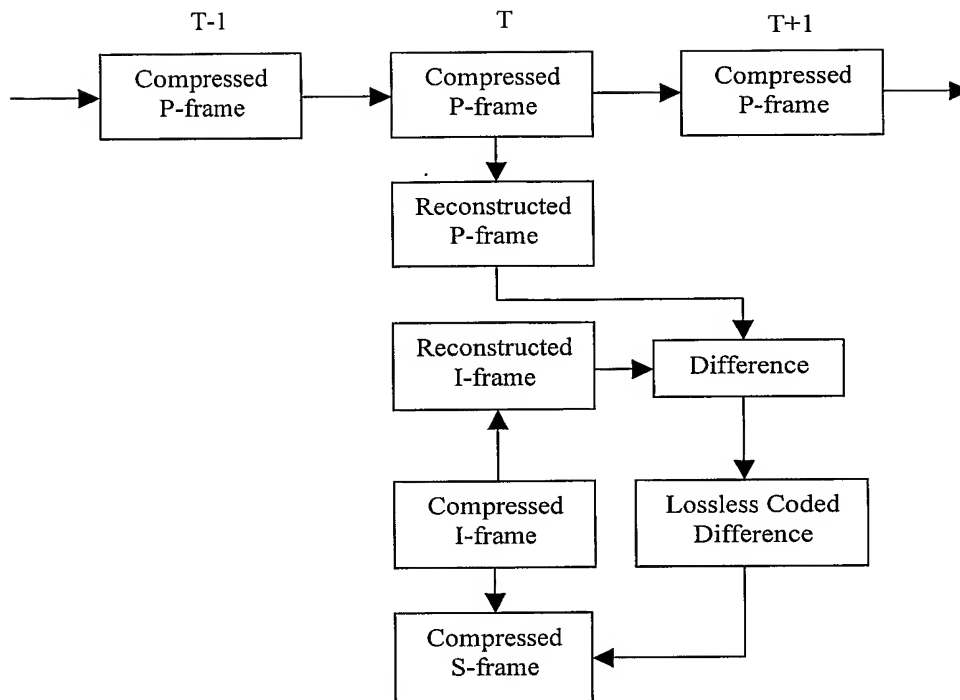 T-1
T
T+1
Compressed
P-frame
Compressed
P-frame
Compressed
P-frame
Reconstructed
P-frame
Reconstructed
I-frame
Difference
Compressed
I-frame
Lossless Coded
Difference
Compressed
S-frame